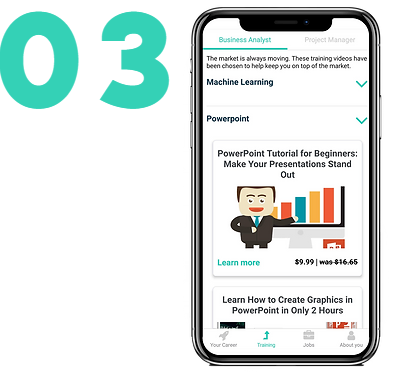 03
Business Analyst
Project Manager
The market is always moving. These training videos have
been chosen to help keep you on top of the market.
Machine Learning
Powerpoint
PowerPoint Tutorial for Beginners:
Make Your Presentations Stand
Out
Learn more
$9.99 | was $16.65
Learn How to Create Graphics in
PowerPoint in Only 2 Hours
Your Career
Training
Jobs
About you